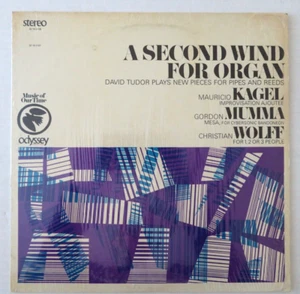 stereo
A SECOND WIND
FOR ORGAN
DAVID TUDOR PLAYS NEW PIECES FOR PIPES AND REEDS
MAURICIO KAGEL
IMPROVISATION AJOUTÉE
GORDON MUMMA
MESA, FOR CYBERSONIC BANDONEON
CHRISTIAN WOLFF
FOR 1, 2 OR 3 PEOPLE
Music of
Our Time
odyssey